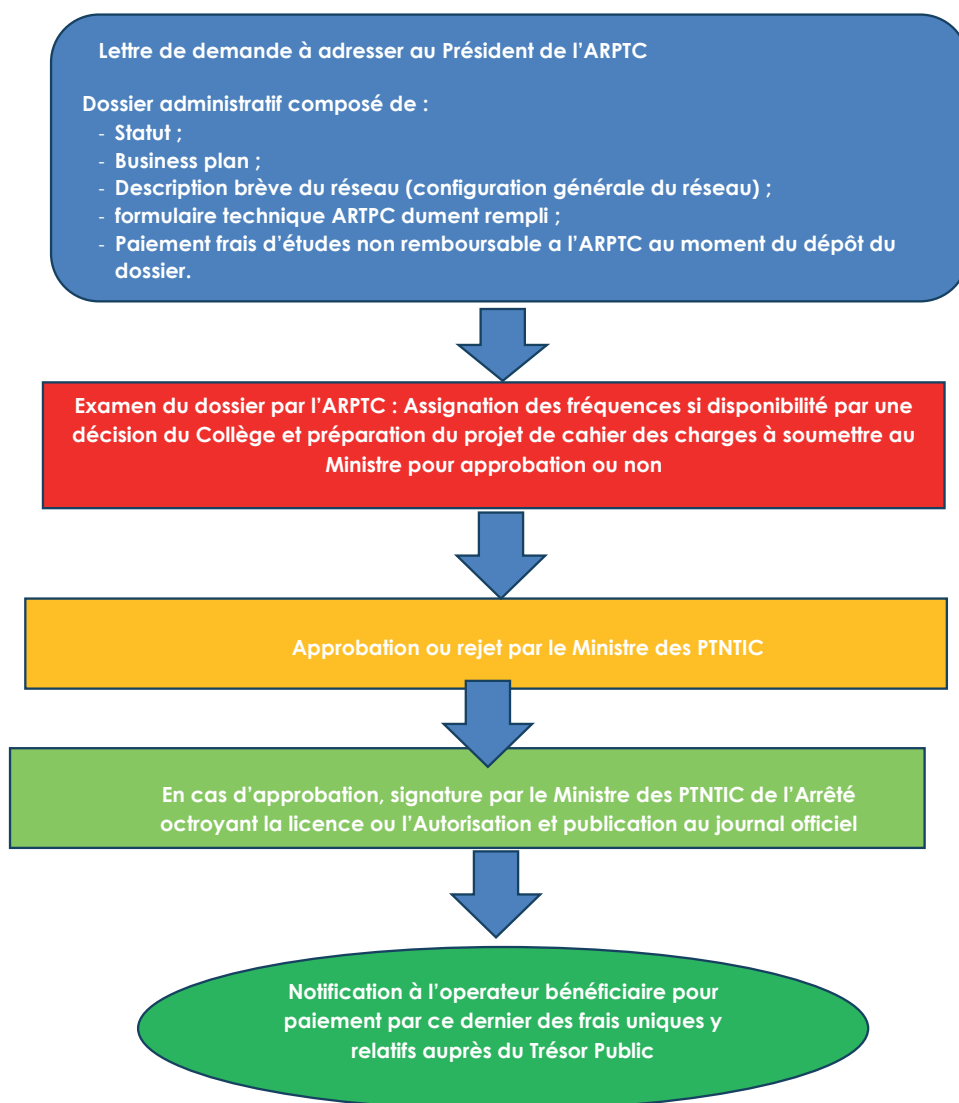 Lettre de demande à adresser au Président de l'ARPTC
Dossier administratif composé de :
- Statut ;
- Business plan ;
- Description brève du réseau (configuration générale du réseau) ;
- formulaire technique ARTPC dument rempli ;
- Paiement frais d'études non remboursable a l'ARPTC au moment du dépôt du
dossier.
Examen du dossier par l'ARPTC : Assignation des fréquences si disponibilité par une
décision du Collège et préparation du projet de cahier des charges à soumettre au
Ministre pour approbation ou non
Approbation ou rejet par le Ministre des PTNTIC
En cas d'approbation, signature par le Ministre des PTNTIC de l'Arrêté
octroyant la licence ou l'Autorisation et publication au journal officiel
Notification à l'operateur bénéficiaire pour
paiement par ce dernier des frais uniques y
relatifs auprès du Trésor Public